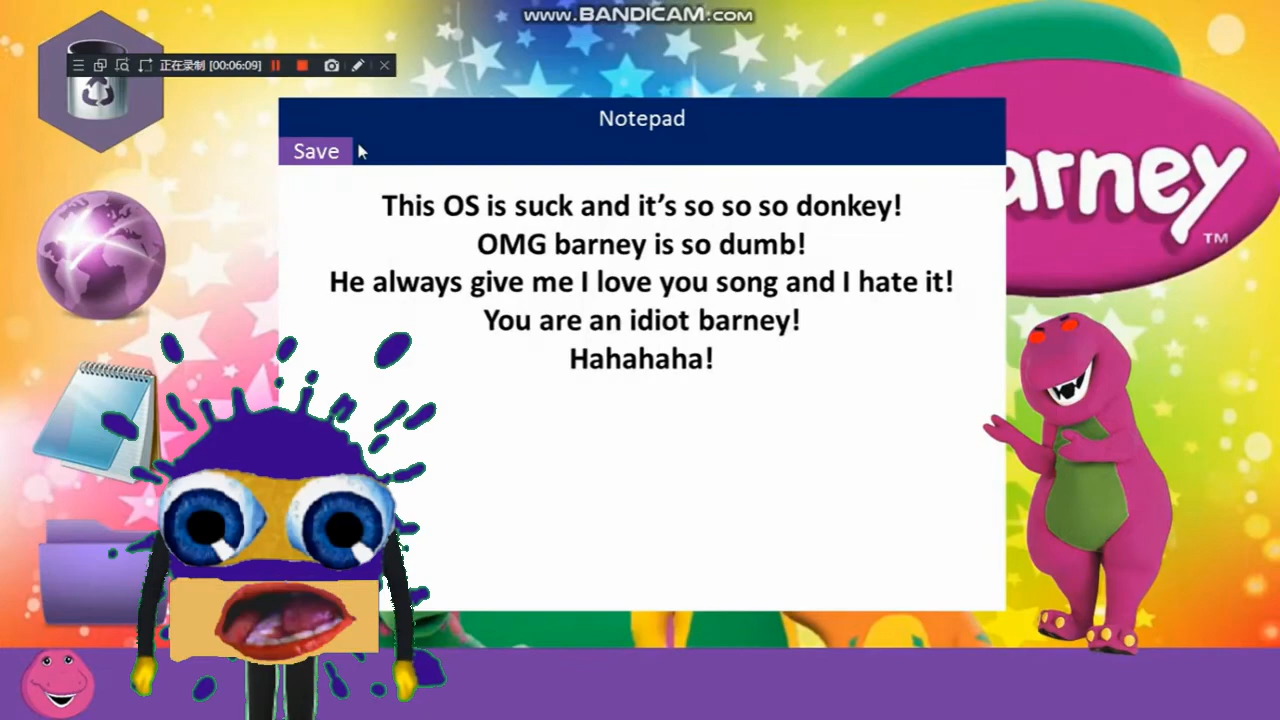 www.BANDICAM.com
正在录制 [00:06:09]
Notepad
Save
This OS is suck and it’s so so so donkey!
OMG barney is so dumb!
He always give me I love you song and I hate it!
You are an idiot barney!
Hahahaha!
arney
TM